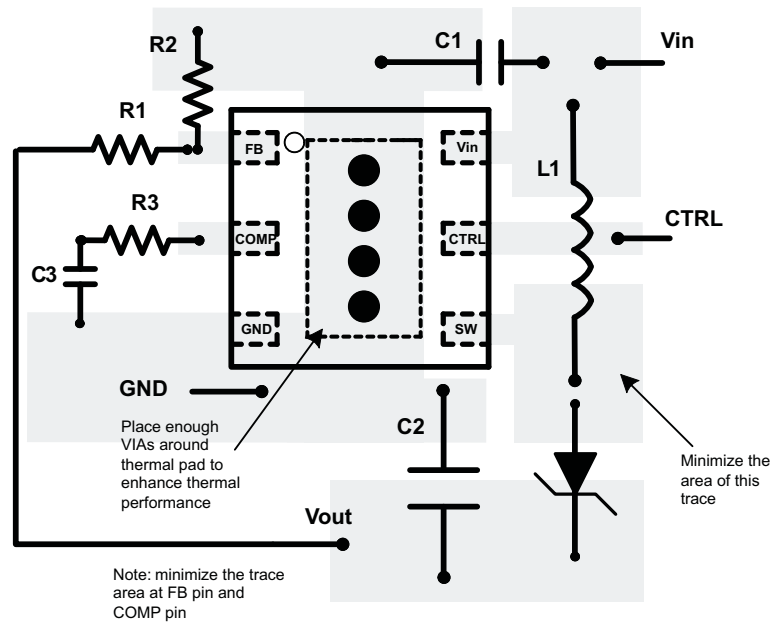 R2
C1
Vin
R1
FB
Vin
L1
R3
COMP
CTRL
CTRL
C3
GND
SW
GND
Place enough
VIAs around
thermal pad to
enhance thermal
performance
C2
Minimize the
area of this
trace
Vout
Note: minimize the trace
area at FB pin and
COMP pin